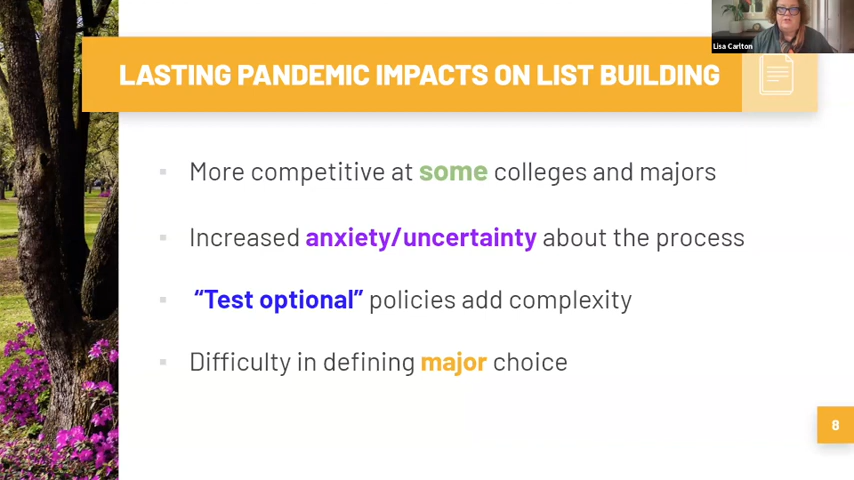 Lisa Carlton
LASTING PANDEMIC IMPACTS ON LIST BUILDING
More competitive at some colleges and majors
Increased anxiety/uncertainty about the process
“Test optional” policies add complexity
Difficulty in defining major choice
8